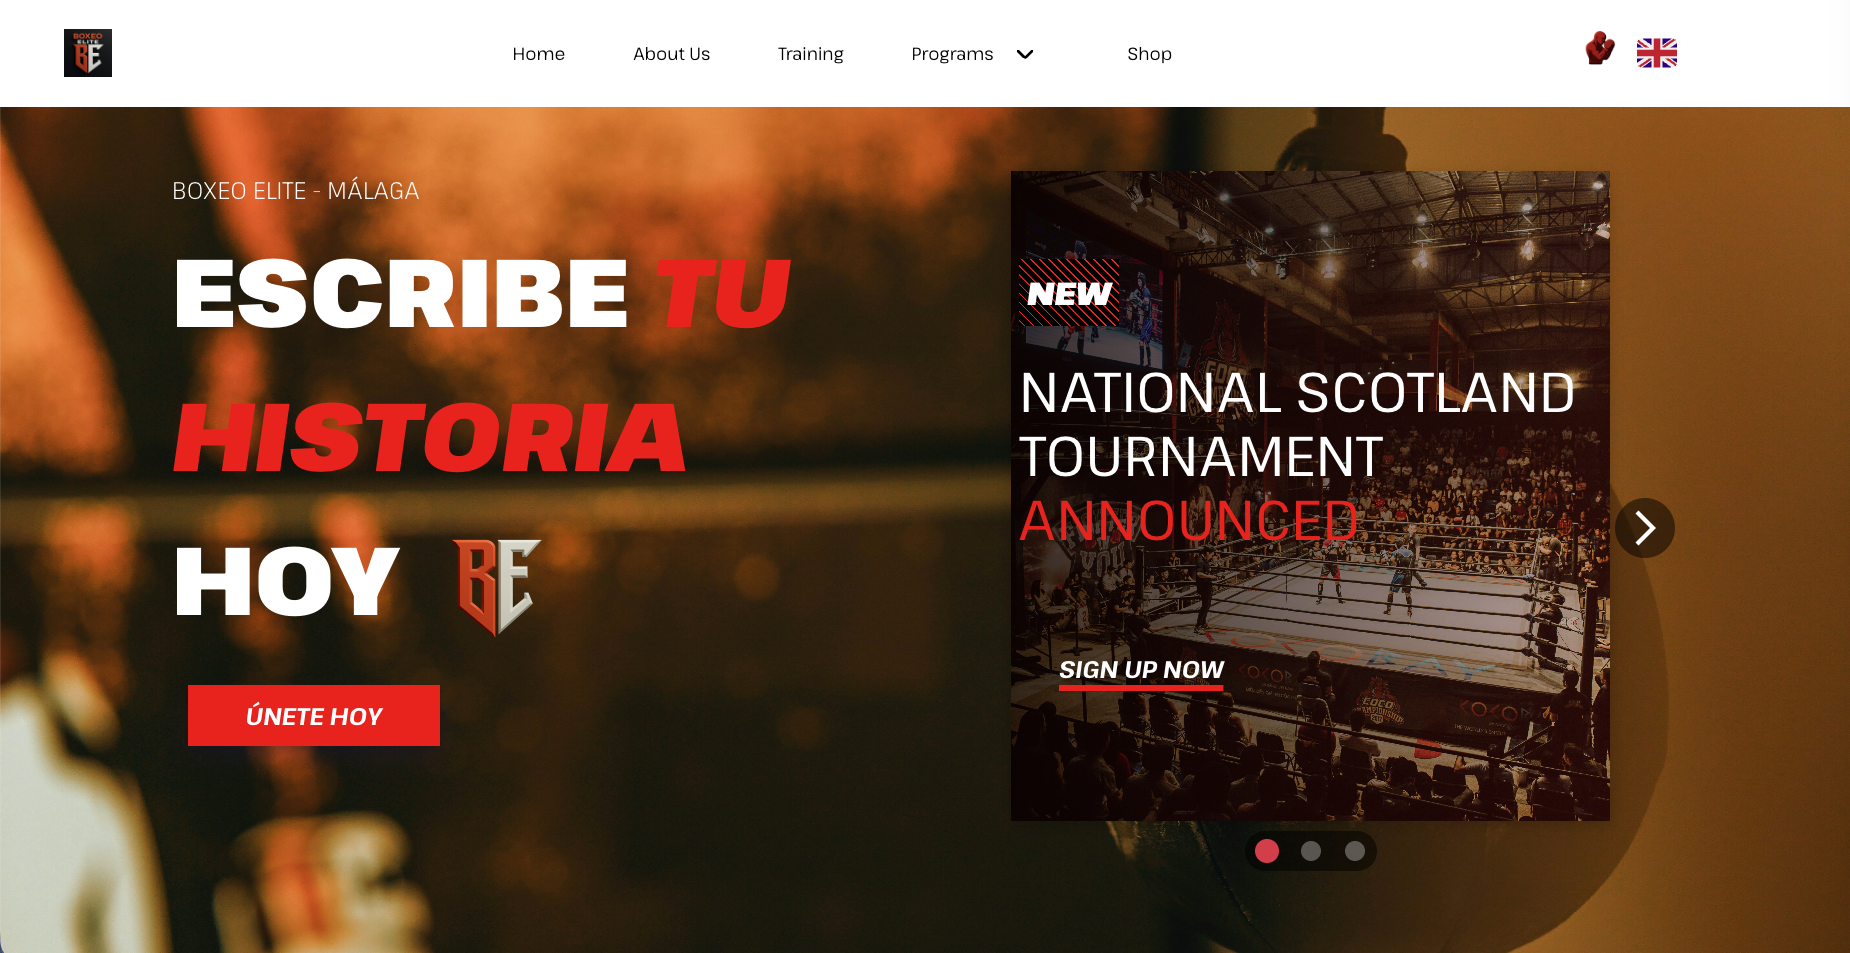 BOXEO
ELITE
BE
Home
About Us
Training
Programs
Shop
BOXEO ELITE - MÁLAGA
ESCRIBE TU
HISTORIA
HOY BE
ÚNETE HOY
NEW
NATIONAL SCOTLAND
TOURNAMENT
ANNOUNCED
SIGN UP NOW